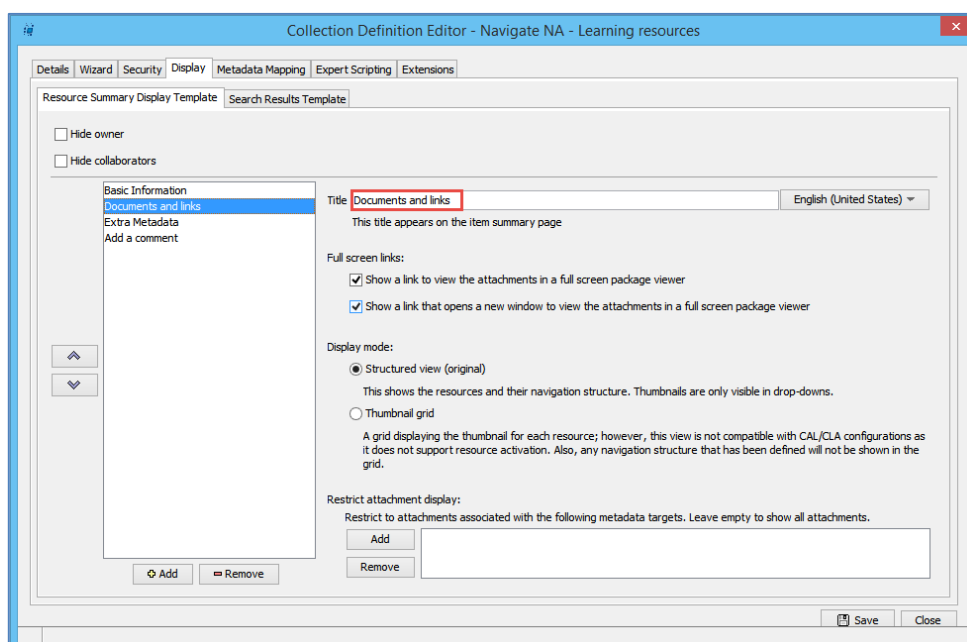 Collection Definition Editor - Navigate NA - Learning resources
Details Wizard Security Display Metadata Mapping Expert Scripting Extensions
Resource Summary Display Template Search Results Template
Hide owner
Hide collaborators
Basic Information
Documents and links
Extra Metadata
Add a comment
Add Remove
Title Documents and links English (United States)
This title appears on the item summary page
Full screen links:
Show a link to view the attachments in a full screen package viewer
Show a link that opens a new window to view the attachments in a full screen package viewer
Display mode:
Structured view (original)
This shows the resources and their navigation structure. Thumbnails are only visible in drop-downs.
Thumbnail grid
A grid displaying the thumbnail for each resource; however, this view is not compatible with CAL/CLA configurations as
it does not support resource activation. Also, any navigation structure that has been defined will not be shown in the
grid.
Restrict attachment display:
Restrict to attachments associated with the following metadata targets. Leave empty to show all attachments.
Add
Remove
Save Close